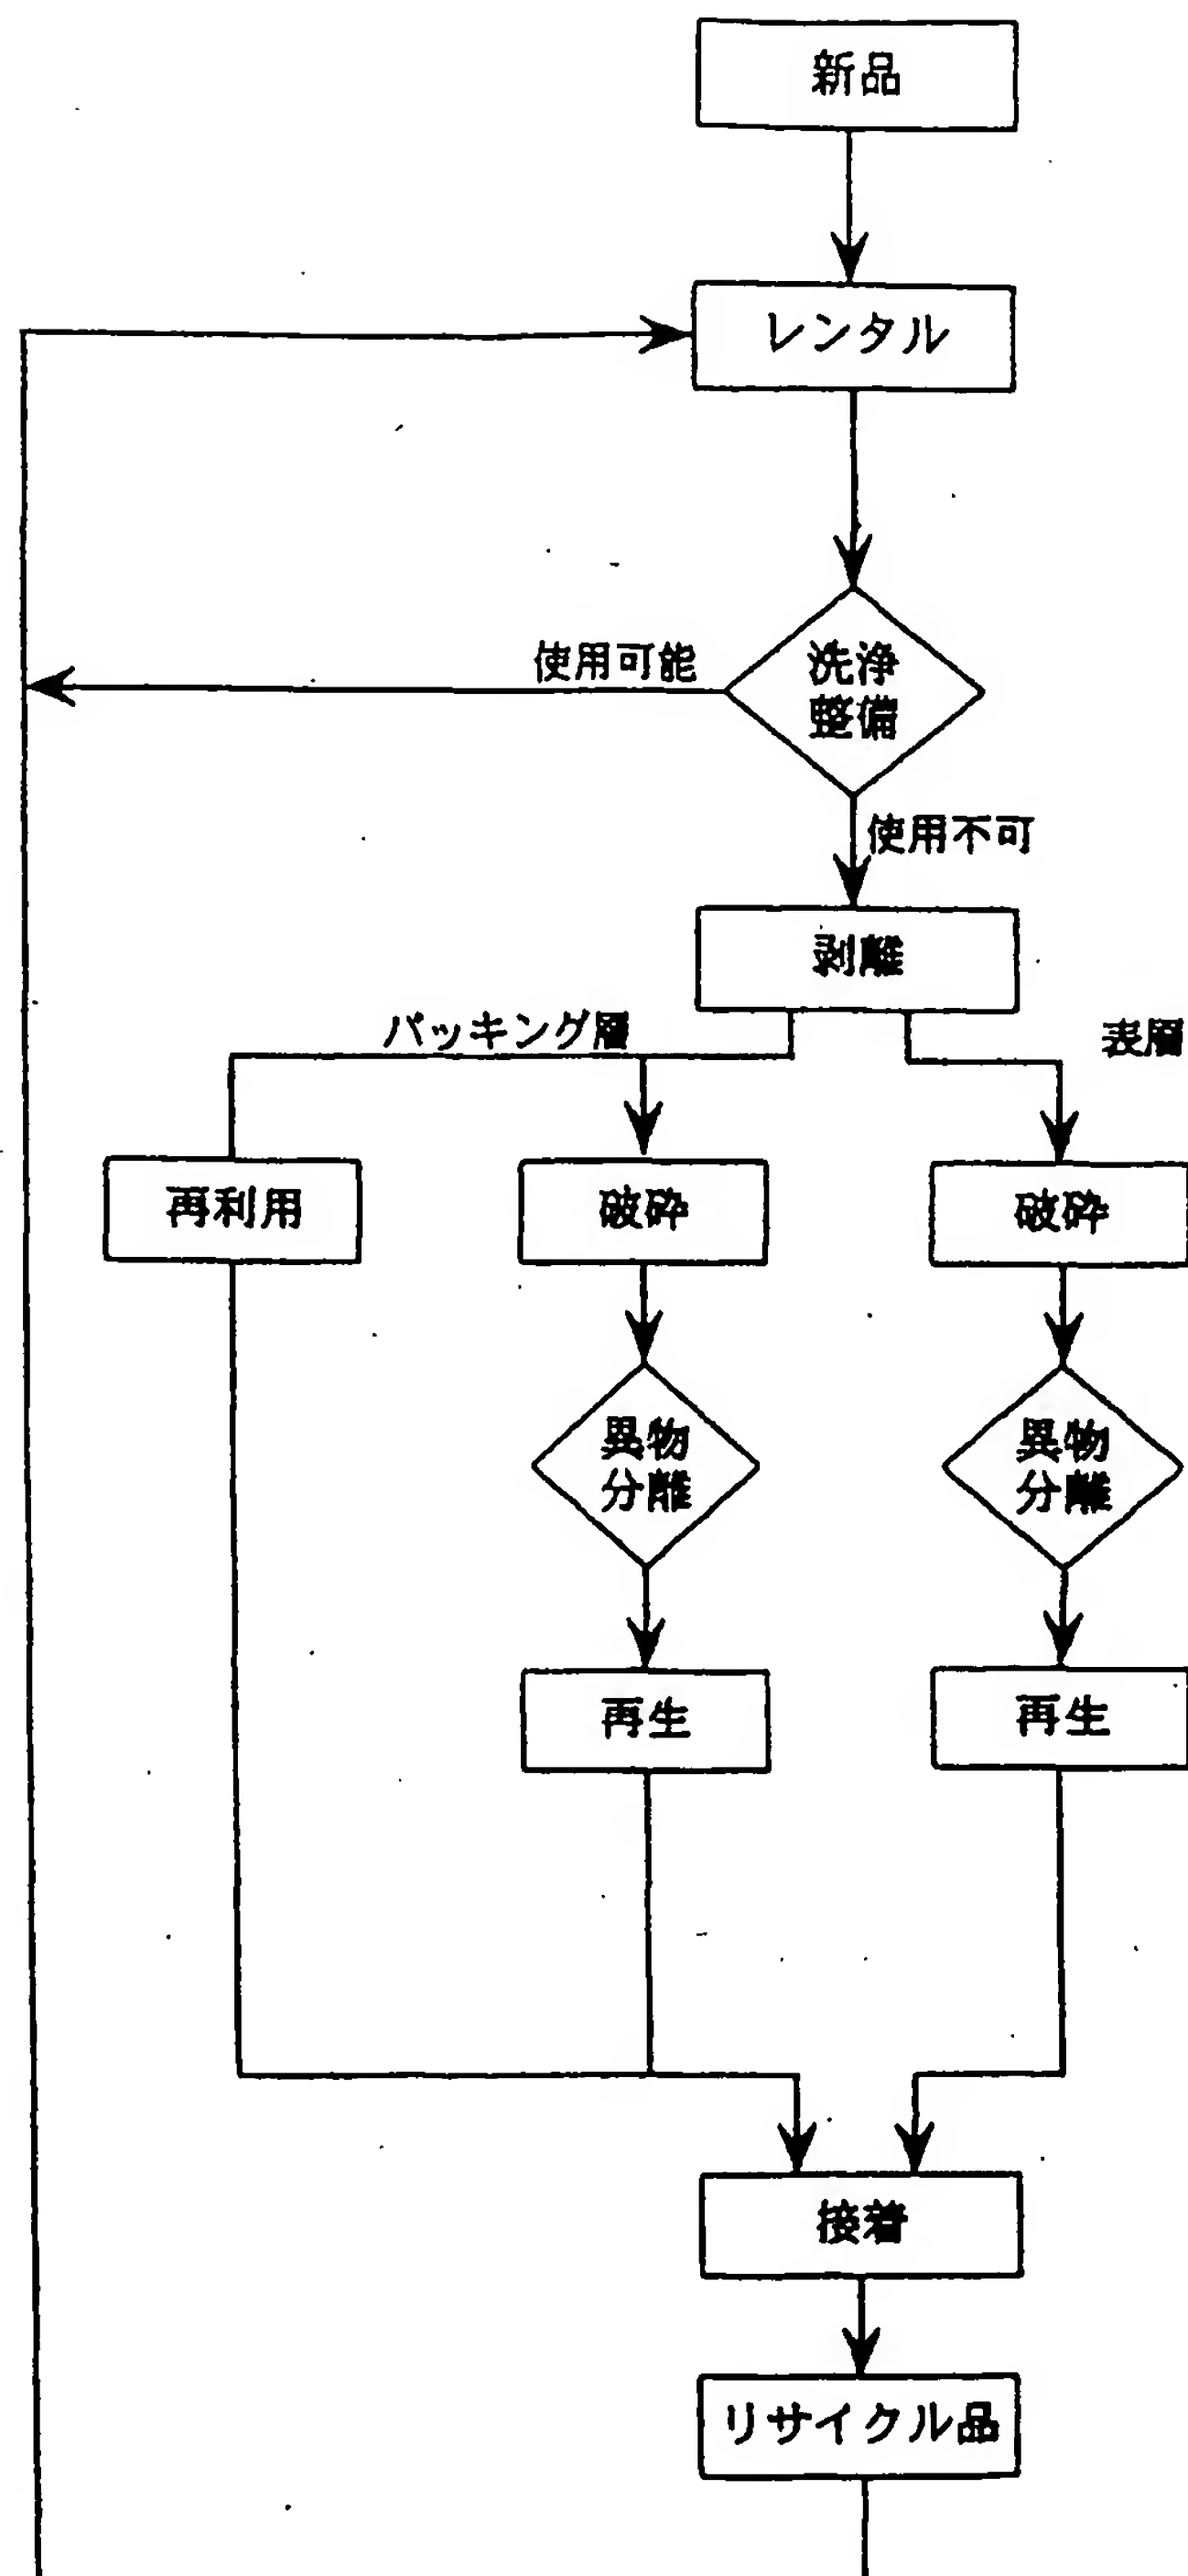 新品
レンタル
使用可能
洗浄
整備
使用不可
剥離
バッキング層
表層
再利用
破砕
破砕
異物
分離
異物
分離
再生
再生
接着
リサイクル品